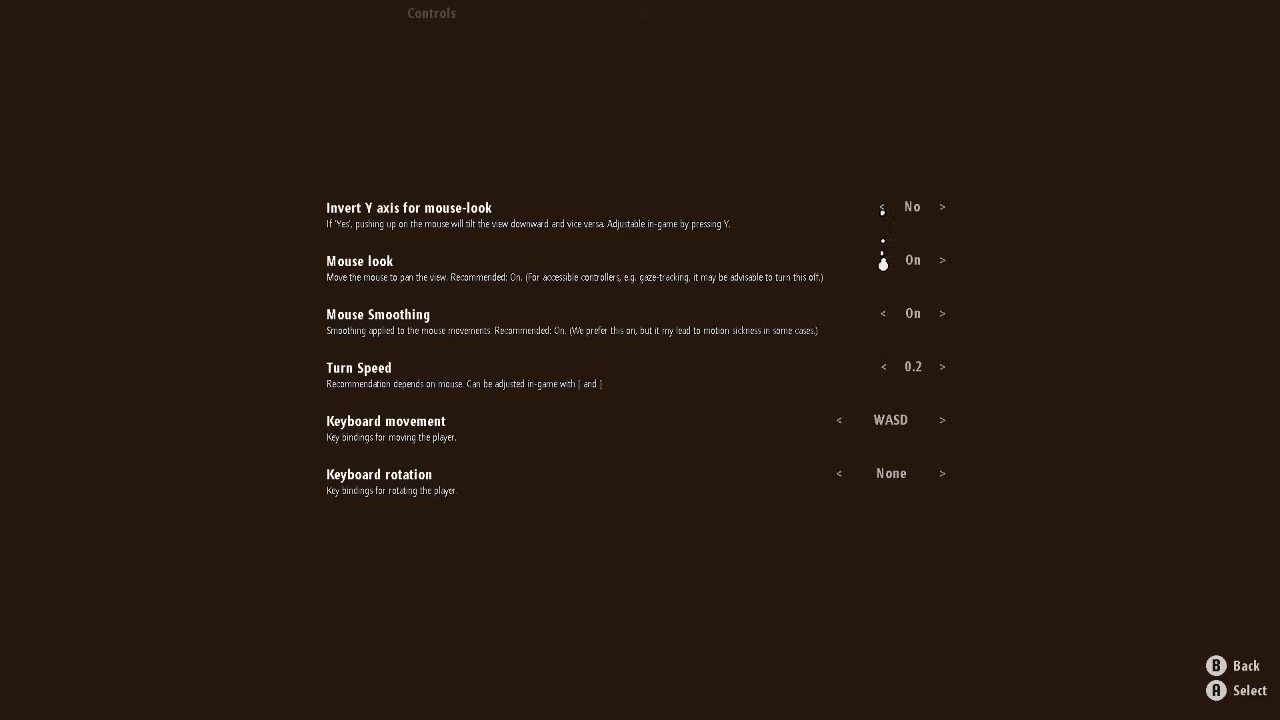 Controls
Invert Y axis for mouse-look
< No >
If 'Yes', pushing up on the mouse will tilt the view downward and vice versa. Adjustable in-game by pressing Y.
Mouse look
On >
Move the mouse to pan the view. Recommended: On. (For accessible controllers, e.g. gaze-tracking, it may be advisable to turn this off.)
Mouse Smoothing
< On >
Smoothing applied to the mouse movements. Recommended: On. (We prefer this on, but it my lead to motion sickness in some cases.)
Turn Speed
< 0.2 >
Recommendation depends on mouse. Can be adjusted in-game with [ and ]
Keyboard movement
< WASD >
Key bindings for moving the player.
Keyboard rotation
< None >
Key bindings for rotating the player.
B Back
A Select